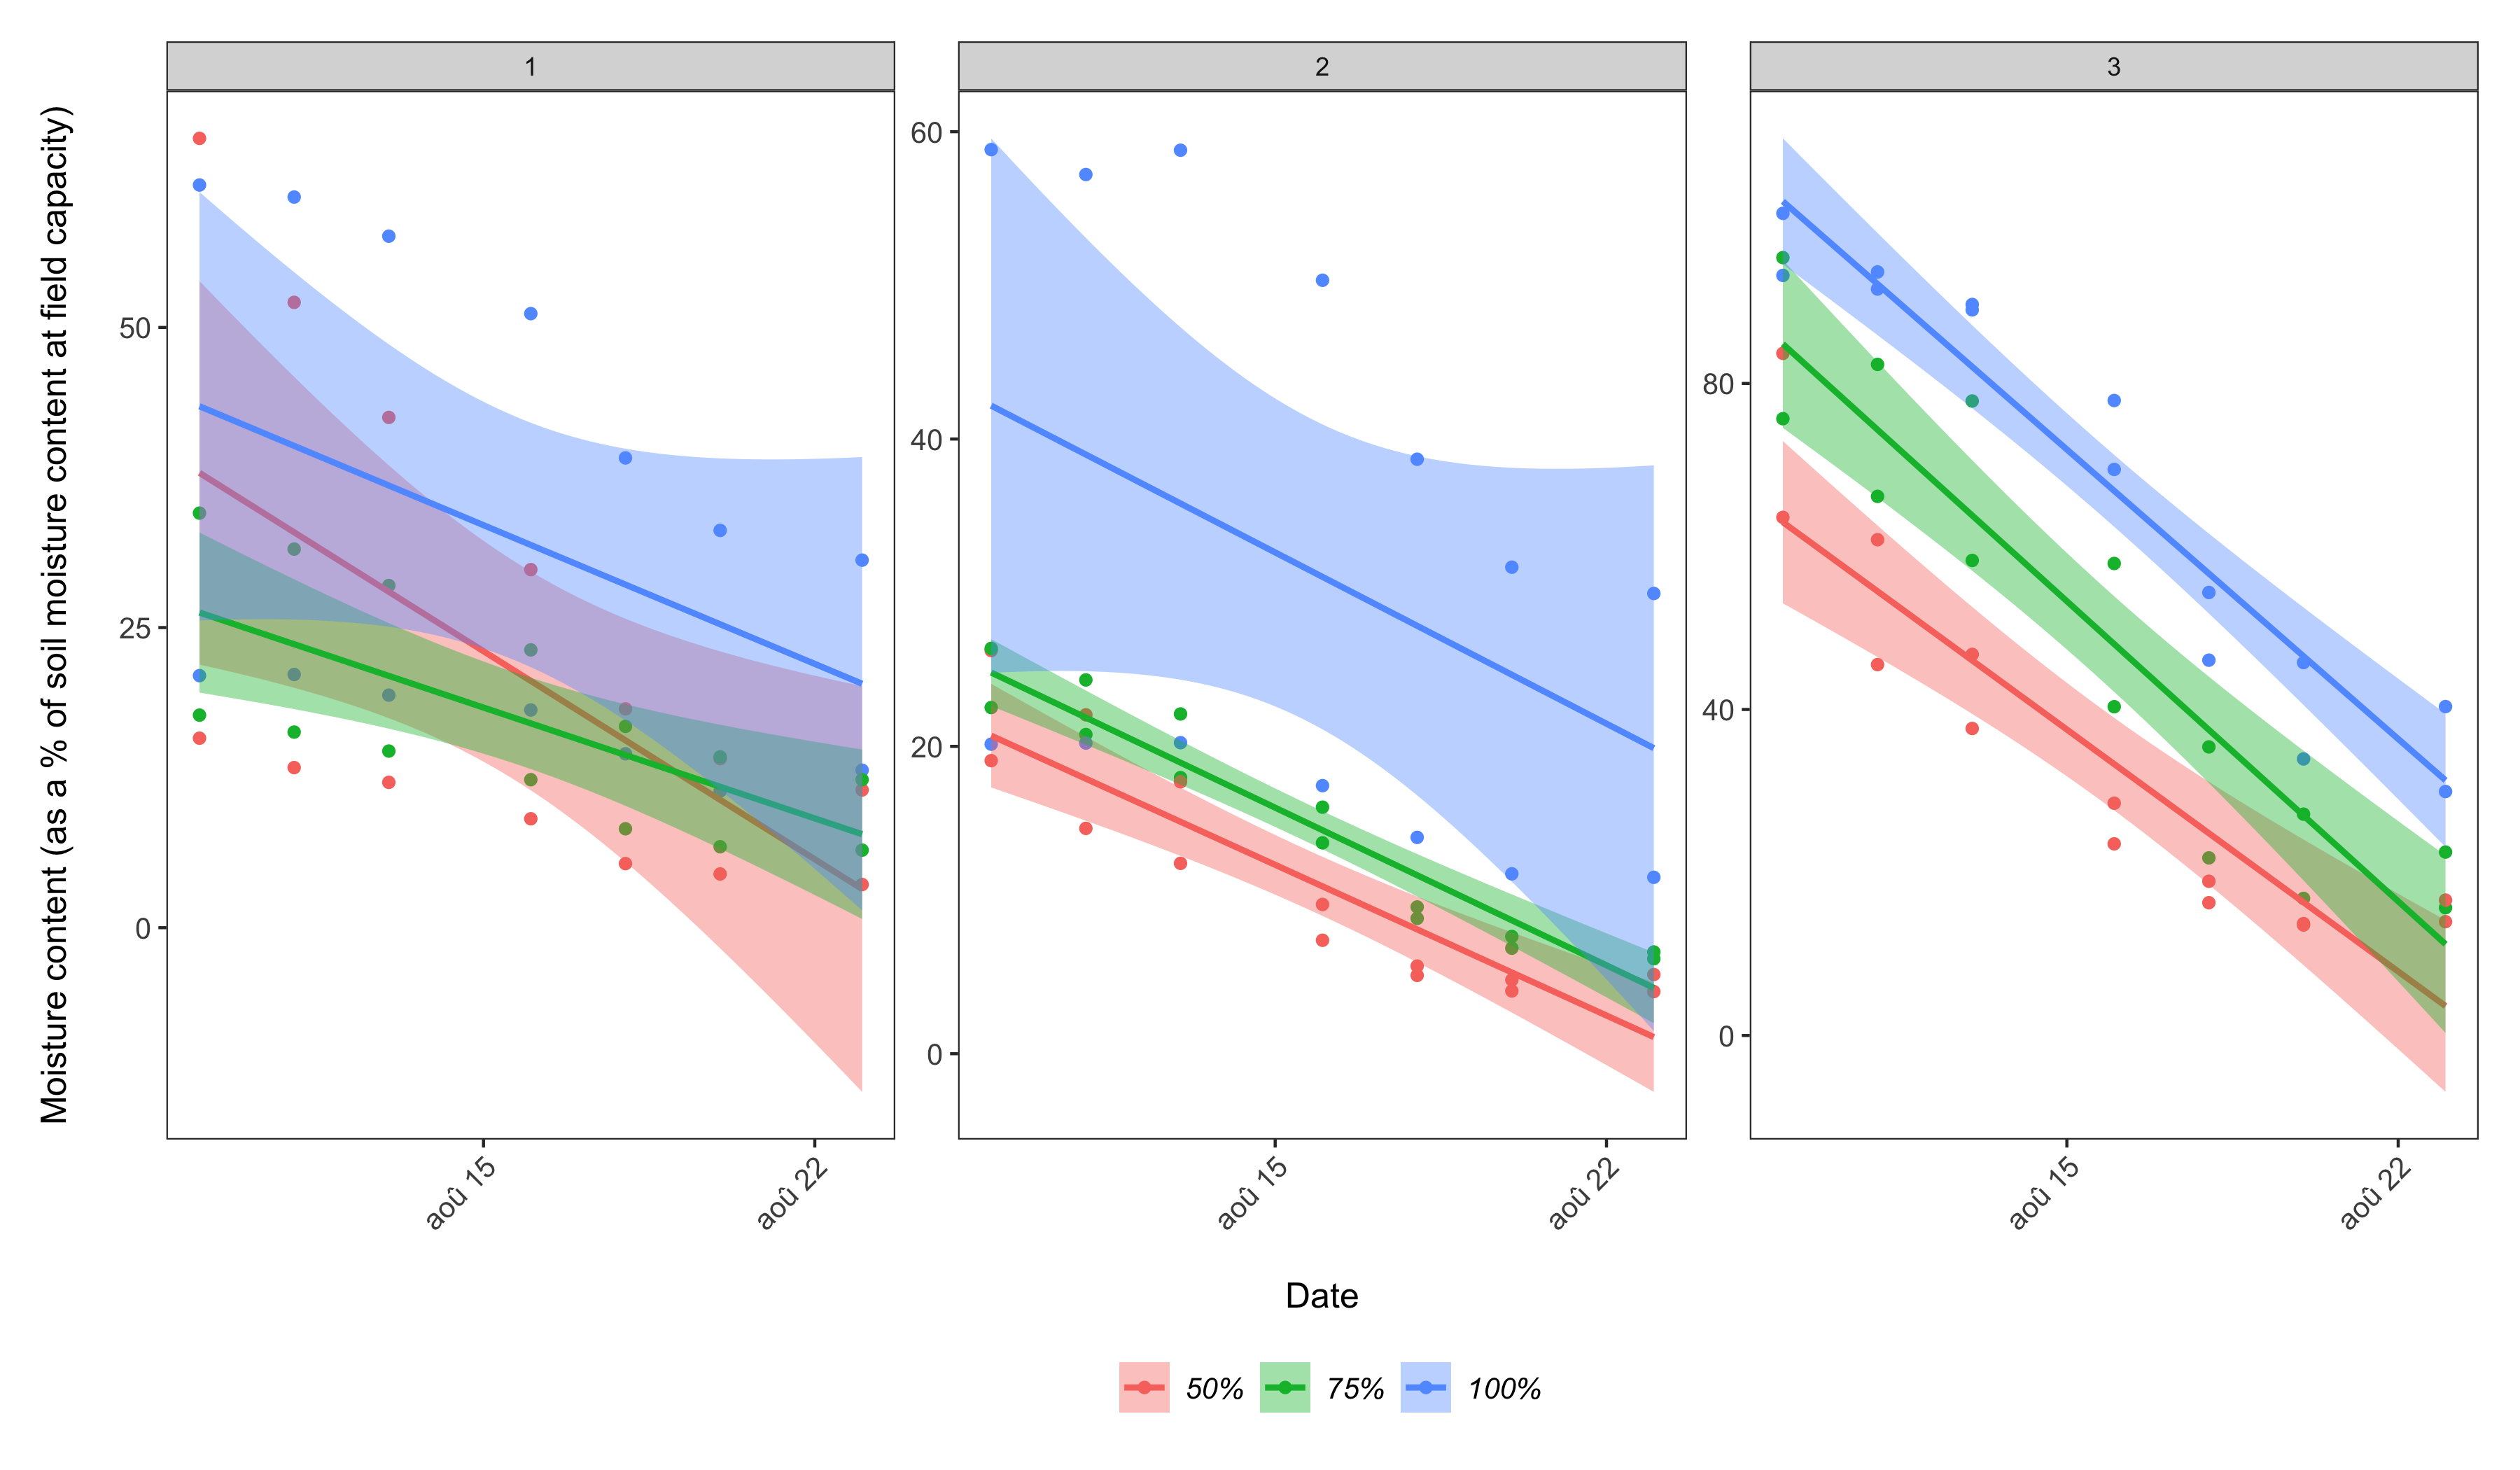 1
2
3
Moisture content (as a % of soil moisture content at field capacity)
50
25
0
60
40
20
0
80
40
0
aoû 15
aoû 22
aoû 15
aoû 22
aoû 15
aoû 22
Date
50%
75%
100%